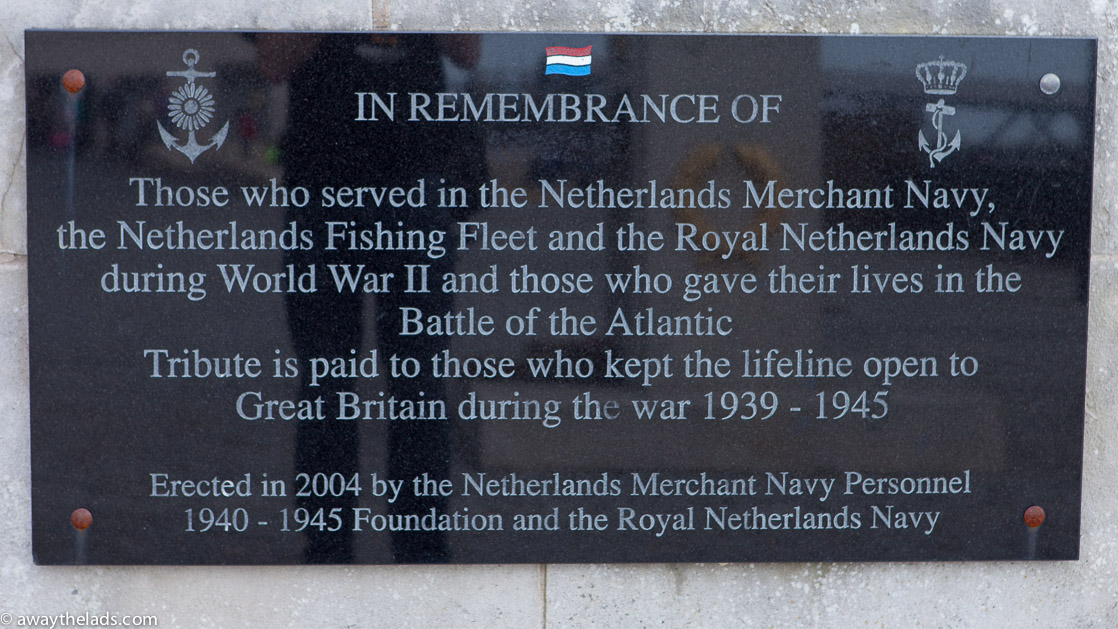 IN REMEMBRANCE OF
Those who served in the Netherlands Merchant Navy,
the Netherlands Fishing Fleet and the Royal Netherlands Navy
during World War II and those who gave their lives in the
Battle of the Atlantic
Tribute is paid to those who kept the lifeline open to
Great Britain during the war 1939 - 1945
Erected in 2004 by the Netherlands Merchant Navy Personnel
1940 - 1945 Foundation and the Royal Netherlands Navy
© awaythelads.com